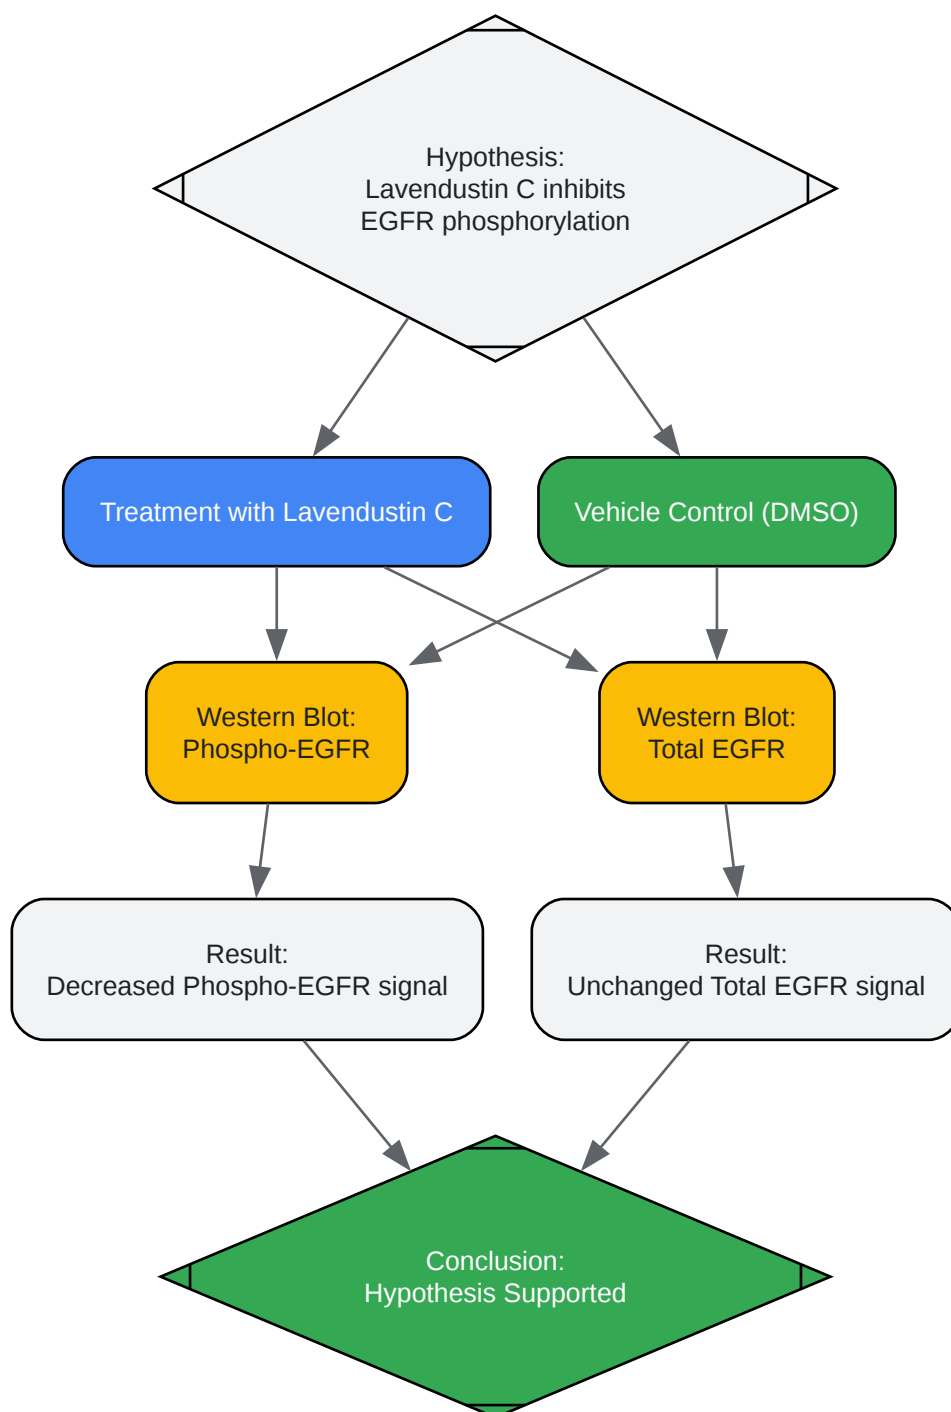 Hypothesis:
Lavendustin C inhibits
EGFR phosphorylation
Treatment with Lavendustin C
Vehicle Control (DMSO)
Western Blot:
Phospho-EGFR
Western Blot:
Total EGFR
Result:
Decreased Phospho-EGFR signal
Result:
Unchanged Total EGFR signal
Conclusion:
Hypothesis Supported